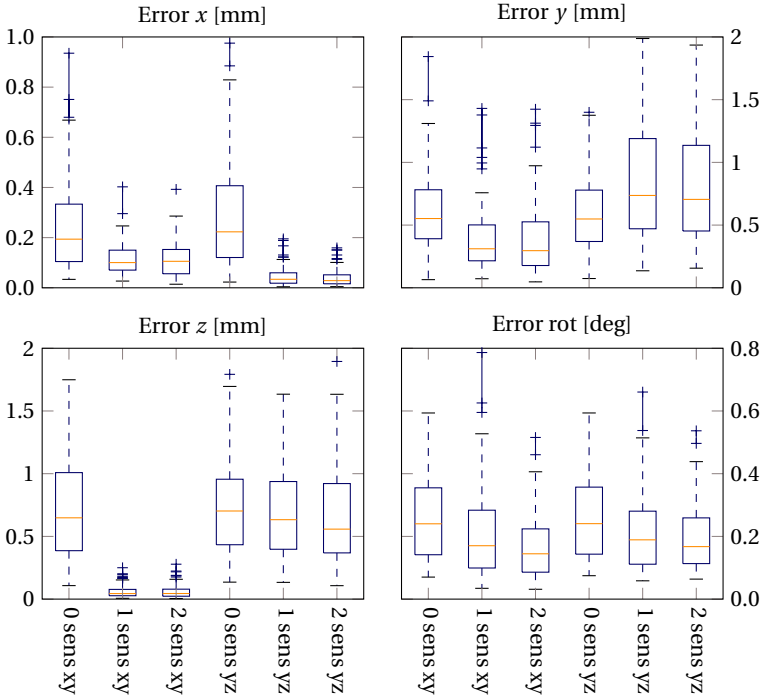 Error x [mm]
Error y [mm]
1.0
0.8
0.6
0.4
0.2
0.0
2
1.5
1
0.5
0
Error z [mm]
Error rot [deg]
2
1.5
1
0.5
0
0.8
0.6
0.4
0.2
0.0
0 sens xy
1 sens xy
2 sens xy
0 sens yz
1 sens yz
2 sens yz
0 sens xy
1 sens xy
2 sens xy
0 sens yz
1 sens yz
2 sens yz